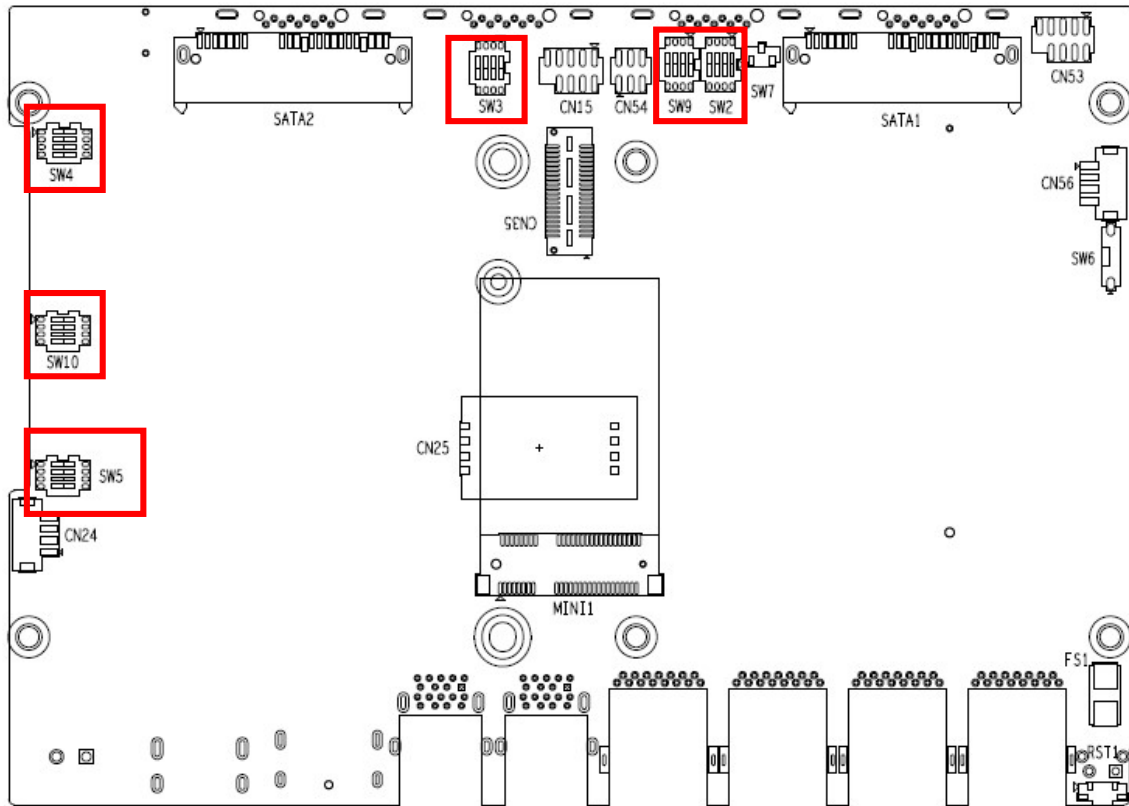 SATA2
SW3
CN15
CN54
SW9
SW2
SW7
SATA1
CN53
SW4
CN35
CN56
SW6
SW10
CN25
SW5
CN24
MINI1
FS1
RST1